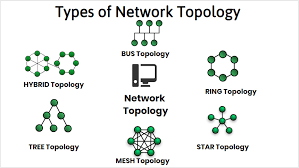 Types of Network Topology
BUS Topology
HYBRID Topology
RING Topology
Network
Topology
TREE Topology
STAR Topology
MESH Topology